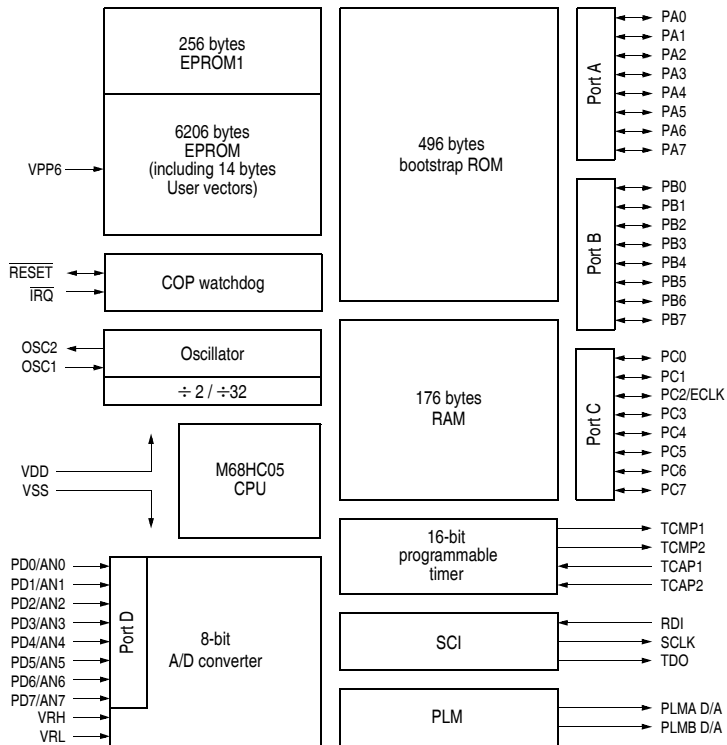 256 bytes
EPROM1
6206 bytes
EPROM
(including 14 bytes
User vectors)
VPP6
496 bytes
bootstrap ROM
Port A
PA0
PA1
PA2
PA3
PA4
PA5
PA6
PA7
RESET
IRQ
COP watchdog
Port B
PB0
PB1
PB2
PB3
PB4
PB5
PB6
PB7
OSC2
OSC1
Oscillator
÷ 2 / ÷32
176 bytes
RAM
Port C
PC0
PC1
PC2/ECLK
PC3
PC4
PC5
PC6
PC7
VDD
VSS
M68HC05
CPU
16-bit
programmable
timer
TCMP1
TCMP2
TCAP1
TCAP2
PD0/AN0
PD1/AN1
PD2/AN2
PD3/AN3
PD4/AN4
PD5/AN5
PD6/AN6
PD7/AN7
VRH
VRL
Port D
8-bit
A/D converter
SCI
RDI
SCLK
TDO
PLM
PLMA D/A
PLMB D/A